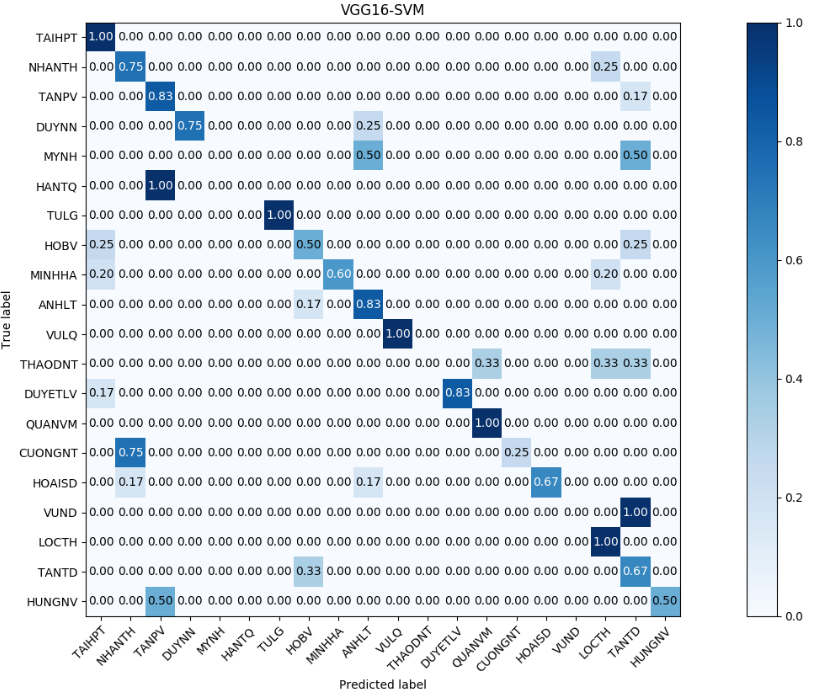 VGG16-SVM
TAIHPT 1.00 0.00 0.00 0.00 0.00 0.00 0.00 0.00 0.00 0.00 0.00 0.00 0.00 0.00 0.00 0.00 0.00 0.00 0.00 0.00 1.0
NHANTH 0.00 0.75 0.00 0.00 0.00 0.00 0.00 0.00 0.00 0.00 0.00 0.00 0.00 0.00 0.00 0.00 0.00 0.25 0.00 0.00
TANPV 0.00 0.00 0.83 0.00 0.00 0.00 0.00 0.00 0.00 0.00 0.00 0.00 0.00 0.00 0.00 0.00 0.00 0.00 0.17 0.00
DUYNN 0.00 0.00 0.00 0.75 0.00 0.00 0.00 0.00 0.00 0.25 0.00 0.00 0.00 0.00 0.00 0.00 0.00 0.00 0.00 0.00
0.8
MYNH 0.00 0.00 0.00 0.00 0.00 0.00 0.00 0.00 0.00 0.50 0.00 0.00 0.00 0.00 0.00 0.00 0.00 0.00 0.50 0.00
HANTQ 0.00 0.00 1.00 0.00 0.00 0.00 0.00 0.00 0.00 0.00 0.00 0.00 0.00 0.00 0.00 0.00 0.00 0.00 0.00 0.00
TULG 0.00 0.00 0.00 0.00 0.00 0.00 1.00 0.00 0.00 0.00 0.00 0.00 0.00 0.00 0.00 0.00 0.00 0.00 0.00 0.00
HOBV 0.25 0.00 0.00 0.00 0.00 0.00 0.00 0.50 0.00 0.00 0.00 0.00 0.00 0.00 0.00 0.00 0.00 0.00 0.25 0.00
0.6
MINHHA 0.20 0.00 0.00 0.00 0.00 0.00 0.00 0.00 0.60 0.00 0.00 0.00 0.00 0.00 0.00 0.00 0.00 0.20 0.00 0.00
ANHLT 0.00 0.00 0.00 0.00 0.00 0.00 0.00 0.17 0.00 0.83 0.00 0.00 0.00 0.00 0.00 0.00 0.00 0.00 0.00 0.00
True label
VULQ 0.00 0.00 0.00 0.00 0.00 0.00 0.00 0.00 0.00 0.00 1.00 0.00 0.00 0.00 0.00 0.00 0.00 0.00 0.00 0.00
THAODNT 0.00 0.00 0.00 0.00 0.00 0.00 0.00 0.00 0.00 0.00 0.00 0.00 0.00 0.33 0.00 0.00 0.00 0.33 0.33 0.00
0.4
DUYETLV 0.17 0.00 0.00 0.00 0.00 0.00 0.00 0.00 0.00 0.00 0.00 0.00 0.83 0.00 0.00 0.00 0.00 0.00 0.00 0.00
QUANVM 0.00 0.00 0.00 0.00 0.00 0.00 0.00 0.00 0.00 0.00 0.00 0.00 0.00 1.00 0.00 0.00 0.00 0.00 0.00 0.00
CUONGNT 0.00 0.75 0.00 0.00 0.00 0.00 0.00 0.00 0.00 0.00 0.00 0.00 0.00 0.00 0.25 0.00 0.00 0.00 0.00 0.00
HOAISD 0.00 0.17 0.00 0.00 0.00 0.00 0.00 0.00 0.00 0.17 0.00 0.00 0.00 0.00 0.00 0.67 0.00 0.00 0.00 0.00
0.2
VUND 0.00 0.00 0.00 0.00 0.00 0.00 0.00 0.00 0.00 0.00 0.00 0.00 0.00 0.00 0.00 0.00 0.00 0.00 1.00 0.00
LOCTH 0.00 0.00 0.00 0.00 0.00 0.00 0.00 0.00 0.00 0.00 0.00 0.00 0.00 0.00 0.00 0.00 0.00 1.00 0.00 0.00
TANTD 0.00 0.00 0.00 0.00 0.00 0.00 0.00 0.33 0.00 0.00 0.00 0.00 0.00 0.00 0.00 0.00 0.00 0.00 0.67 0.00
HUNGNV 0.00 0.00 0.50 0.00 0.00 0.00 0.00 0.00 0.00 0.00 0.00 0.00 0.00 0.00 0.00 0.00 0.00 0.00 0.00 0.50
0.0
TAIHPT NHANTH TANPV DUYNN MYNH HANTQ TULG HOBV MINHHA ANHLT VULQ THAODNT DUYETLV QUANVM CUONGNT HOAISD VUND LOCTH TANTD HUNGNV
Predicted label